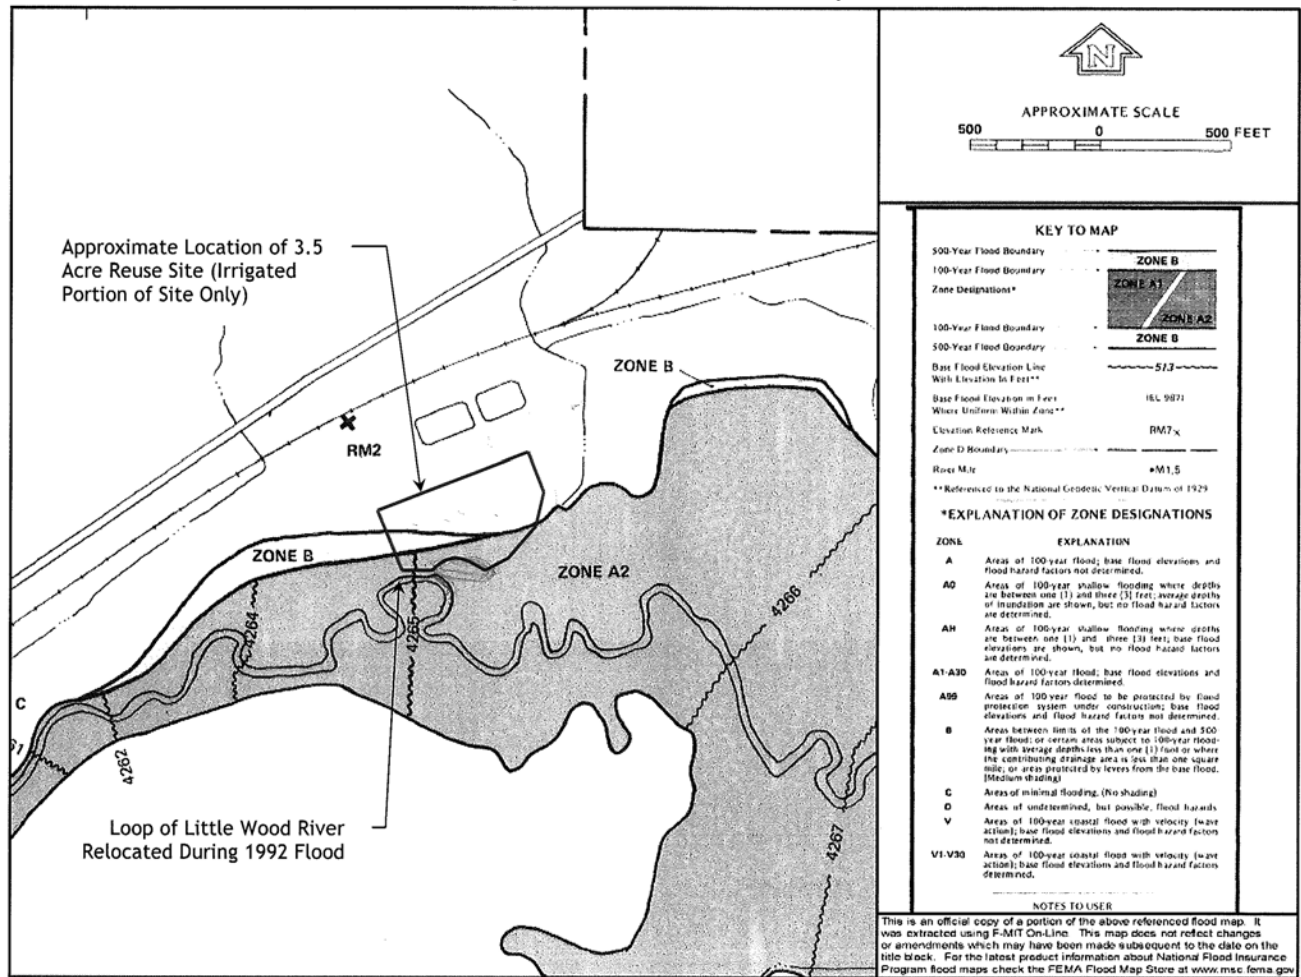 N
APPROXIMATE SCALE
500 0 500 FEET
Approximate Location of 3.5
Acre Reuse Site (Irrigated
Portion of Site Only)
RM2
ZONE B
ZONE B
ZONE A2
C
61
4262
4264
4265
4266
4267
Loop of Little Wood River
Relocated During 1992 Flood
KEY TO MAP
500-Year Flood Boundary
ZONE B
100-Year Flood Boundary
ZONE A1
Zone Designations*
ZONE A2
100-Year Flood Boundary
ZONE B
500-Year Flood Boundary
Base Flood Elevation Line
With Elevation In Feet**
513
Base Flood Elevation in Feet
Where Uniform Within Zone**
(EL 987)
Elevation Reference Mark
RM7x
Zone D Boundary
River Mile
•M1.5
**Referenced to the National Geodetic Vertical Datum of 1929
*EXPLANATION OF ZONE DESIGNATIONS
ZONE EXPLANATION
A Areas of 100-year flood; base flood elevations and
flood hazard factors not determined.
A0 Areas of 100-year shallow flooding where depths
are between one (1) and three (3) feet; average depths
of inundation are shown, but no flood hazard factors
are determined.
AH Areas of 100-year shallow flooding where depths
are between one (1) and three (3) feet; base flood
elevations are shown, but no flood hazard factors
are determined.
A1-A30 Areas of 100-year flood; base flood elevations and
flood hazard factors determined.
A99 Areas of 100-year flood to be protected by flood
protection system under construction; base flood
elevations and flood hazard factors not determined.
B Areas between limits of the 100-year flood and 500-
year flood; or certain areas subject to 100-year flood-
ing with average depths less than one (1) foot or where
the contributing drainage area is less than one square
mile; or areas protected by levees from the base flood.
(Medium shading)
C Areas of minimal flooding. (No shading)
D Areas of undetermined, but possible, flood hazards.
V Areas of 100-year coastal flood with velocity (wave
action); base flood elevations and flood hazard factors
not determined.
V1-V30 Areas of 100-year coastal flood with velocity (wave
action); base flood elevations and flood hazard factors
determined.
NOTES TO USER
This is an official copy of a portion of the above referenced flood map. It
was extracted using F-MIT On-Line. This map does not reflect changes
or amendments which may have been made subsequent to the date on the
title block. For the latest product information about National Flood Insurance
Program flood maps check the FEMA Flood Map Store at www.msc.fema.gov